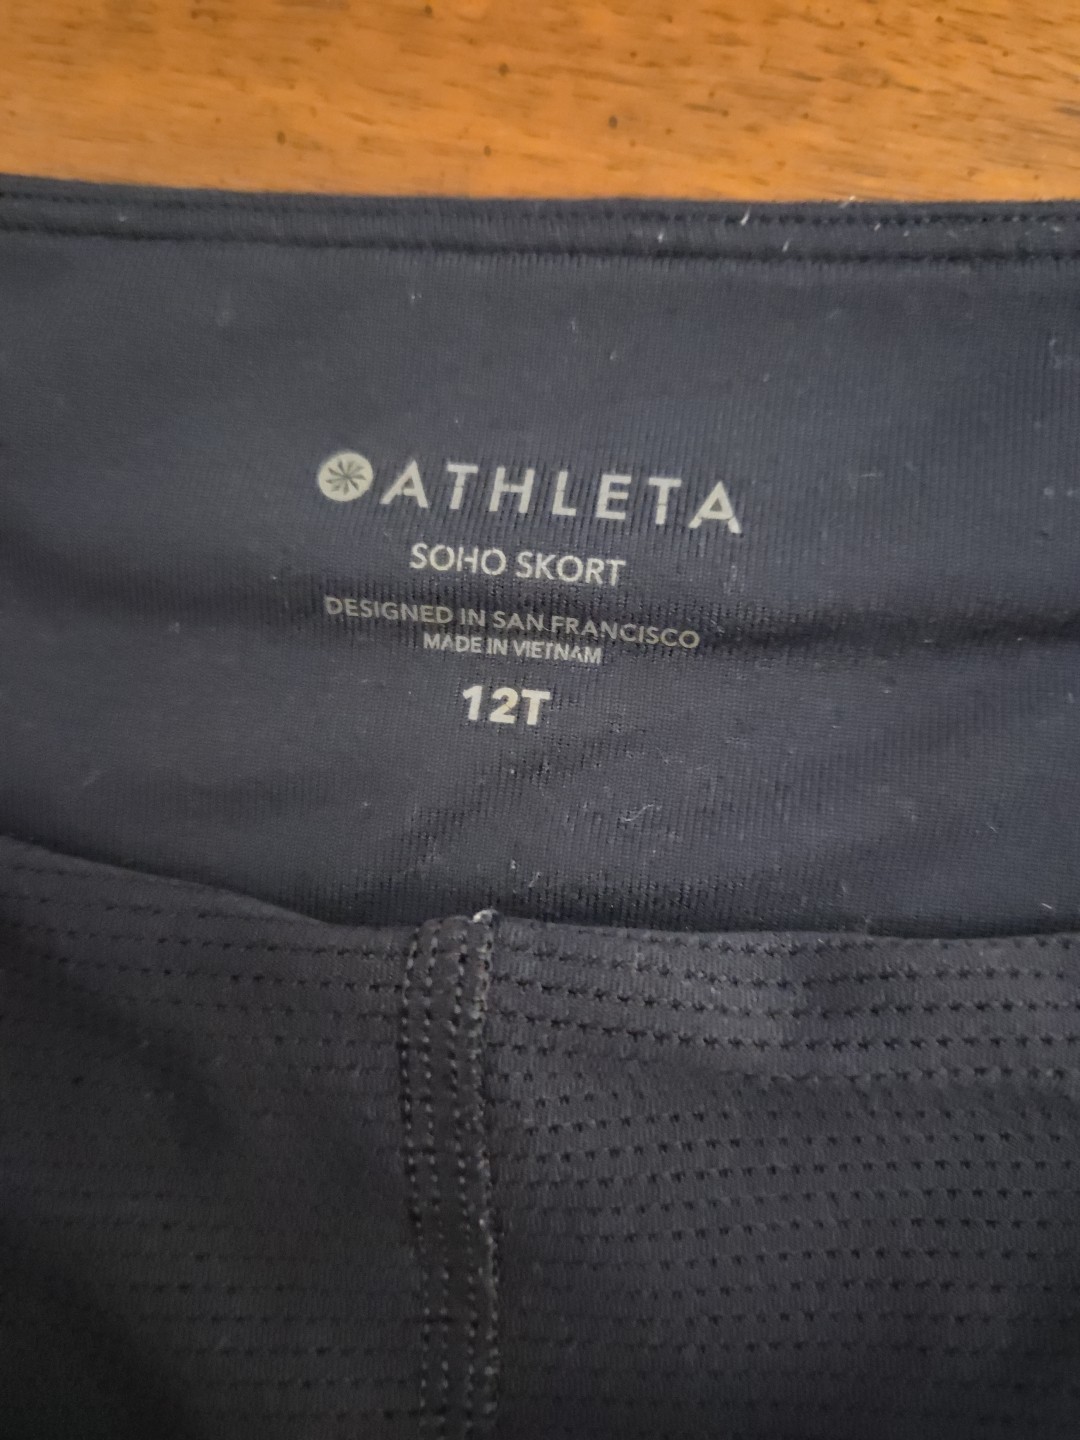 ATHLETA
SOHO SKORT
DESIGNED IN SAN FRANCISCO
MADE IN VIETNAM
12T